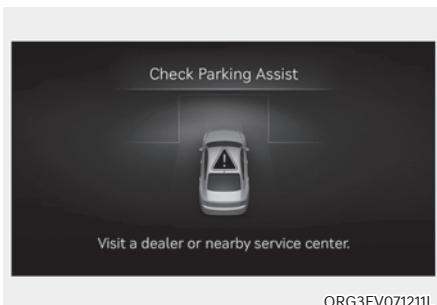 Check Parking Assist
Visit a dealer or nearby service center.
ORG3EV071211L